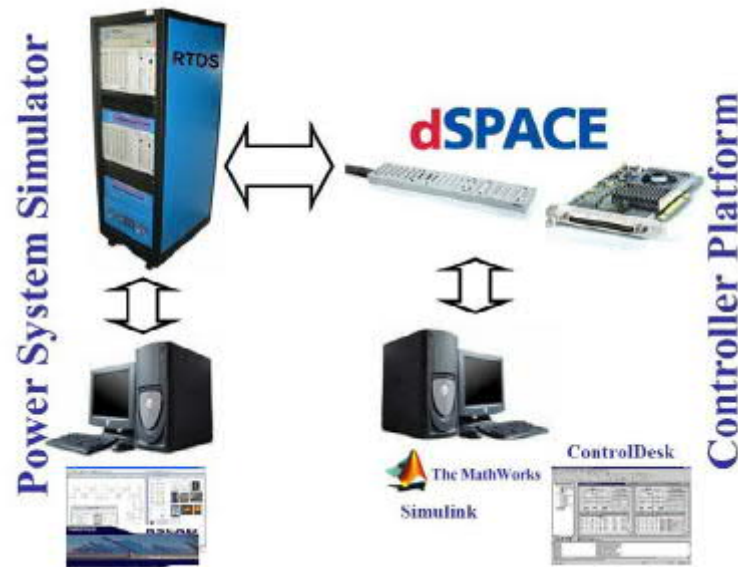 Power System Simulator
RTDS
dSPACE
Controller Platform
The MathWorks
Simulink
ControlDesk